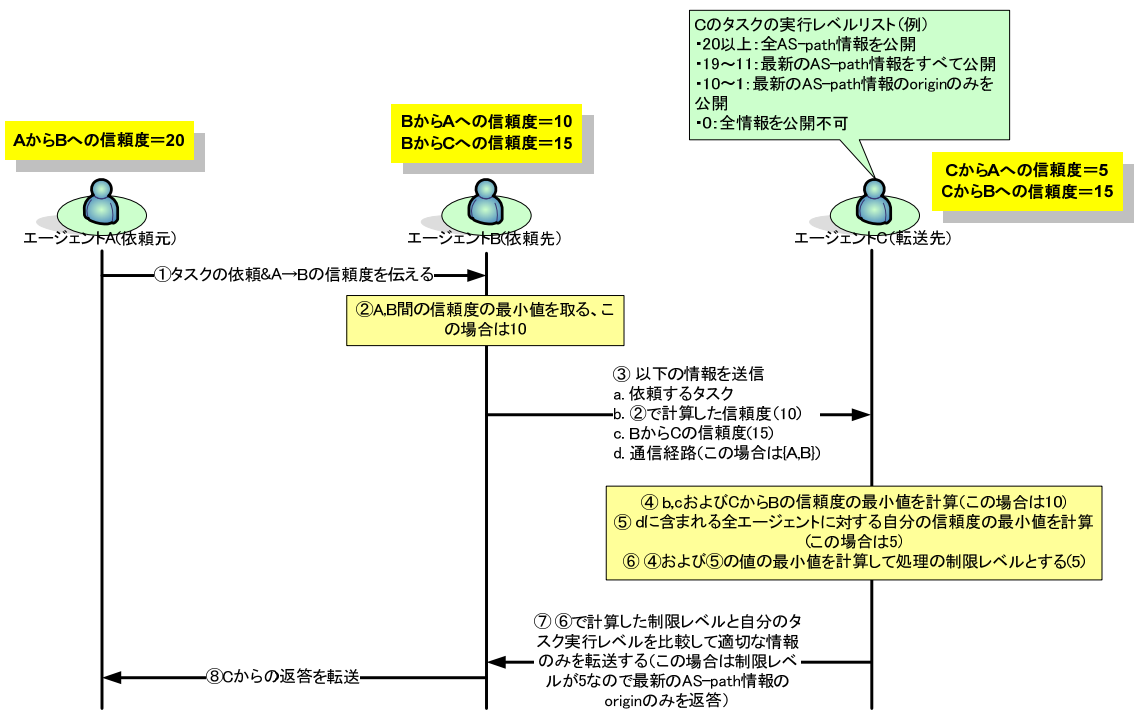 Cのタスクの実行レベルリスト（例）
・20以上：全AS-path情報を公開
・19～11：最新のAS-path情報をすべて公開
・10～1：最新のAS-path情報のoriginのみを
公開
・0：全情報を公開不可
AからBへの信頼度＝20
BからAへの信頼度＝10
BからCへの信頼度＝15
CからAへの信頼度＝5
CからBへの信頼度＝15
エージェントA（依頼元）
エージェントB（依頼先）
エージェントC（転送先）
①タスクの依頼&A→Bの信頼度を伝える
②A,B間の信頼度の最小値を取る、こ
の場合は10
③ 以下の情報を送信
a. 依頼するタスク
b. ②で計算した信頼度（10）
c. BからCの信頼度(15)
d. 通信経路（この場合は{A,B}）
④ b,cおよびCからBの信頼度の最小値を計算（この場合は10）
⑤ dに含まれる全エージェントに対する自分の信頼度の最小値を計算
（この場合は5）
⑥ ④および⑤の値の最小値を計算して処理の制限レベルとする(5)
⑦ ⑥で計算した制限レベルと自分のタ
スク実行レベルを比較して適切な情報
のみを転送する（この場合は制限レベ
ルが5なので最新のAS-path情報の
originのみを返答）
⑧Cからの返答を転送